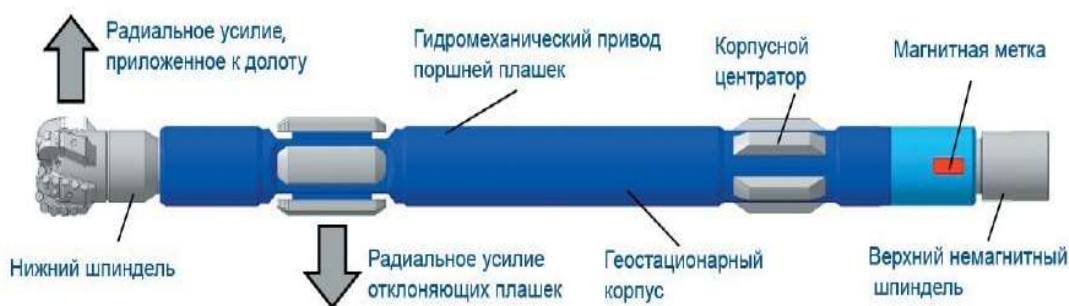 Радиальное усилие,
приложенное к долоту
Гидромеханический привод
поршней плашек
Корпусной
центратор
Магнитная метка
Нижний шпиндель
Радиальное усилие
отклоняющих плашек
Геостационарный
корпус
Верхний немагнитный
шпиндель